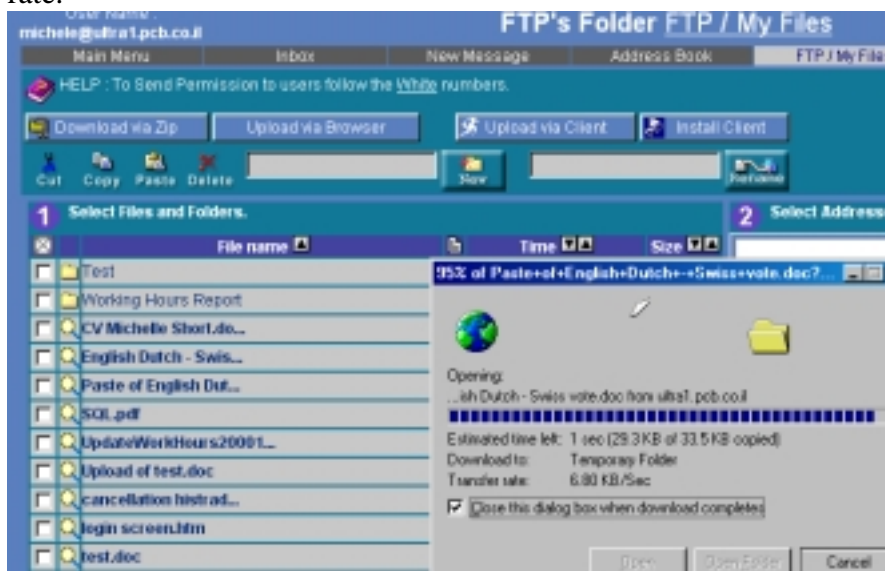 rate.
User Name :
michele@ultra1.pcb.co.il
FTP's Folder FTP / My Files
Main Menu Inbox New Message Address Book FTP / My File
HELP : To Send Permission to users follow the White numbers.
Download via Zip Upload via Browser Upload via Client Install Client
Cut Copy Paste Delete New Rename
1 Select Files and Folders. 2 Select Address
File name Time Size
Test
Working Hours Report
CV Michelle Short.do...
English Dutch - Swis...
Paste of English Dut...
SQL.pdf
UpdateWorkHours20001...
Upload of test.doc
cancellation histrad...
login screen.htm
test.doc
95% of Paste+of+English+Dutch+-+Swiss+vote.doc?...
Opening:
...ish Dutch - Swiss vote.doc from ultra1.pcb.co.il
Estimated time left: 1 sec (29.3 KB of 33.5 KB copied)
Download to: Temporary Folder
Transfer rate: 6.80 KB/Sec
Close this dialog box when download completes
Open Open Folder Cancel